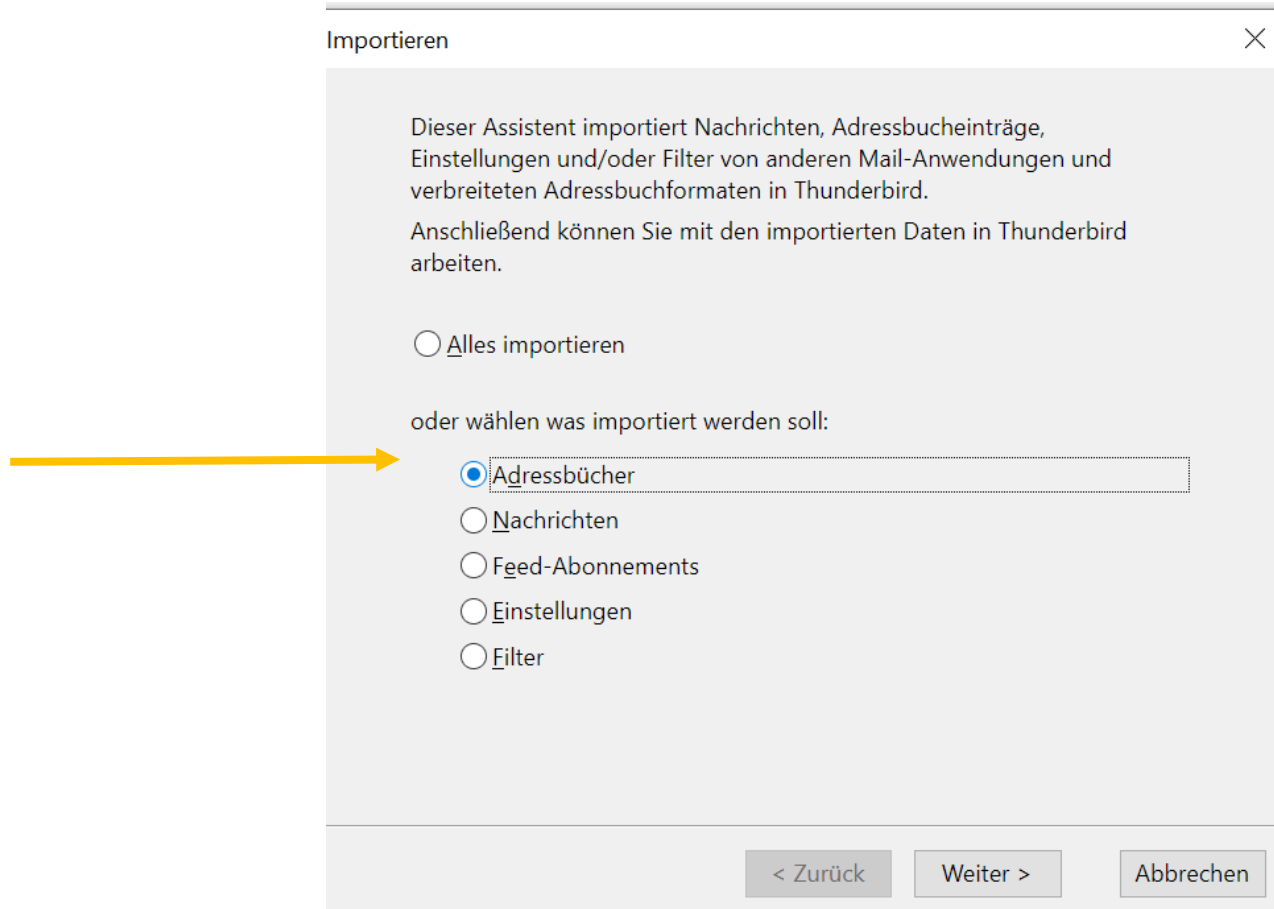 Importieren
Dieser Assistent importiert Nachrichten, Adressbucheinträge,
Einstellungen und/oder Filter von anderen Mail-Anwendungen und
verbreiteten Adressbuchformaten in Thunderbird.
Anschließend können Sie mit den importierten Daten in Thunderbird
arbeiten.
Alles importieren
oder wählen was importiert werden soll:
Adressbücher
Nachrichten
Feed-Abonnements
Einstellungen
Filter
< Zurück Weiter > Abbrechen